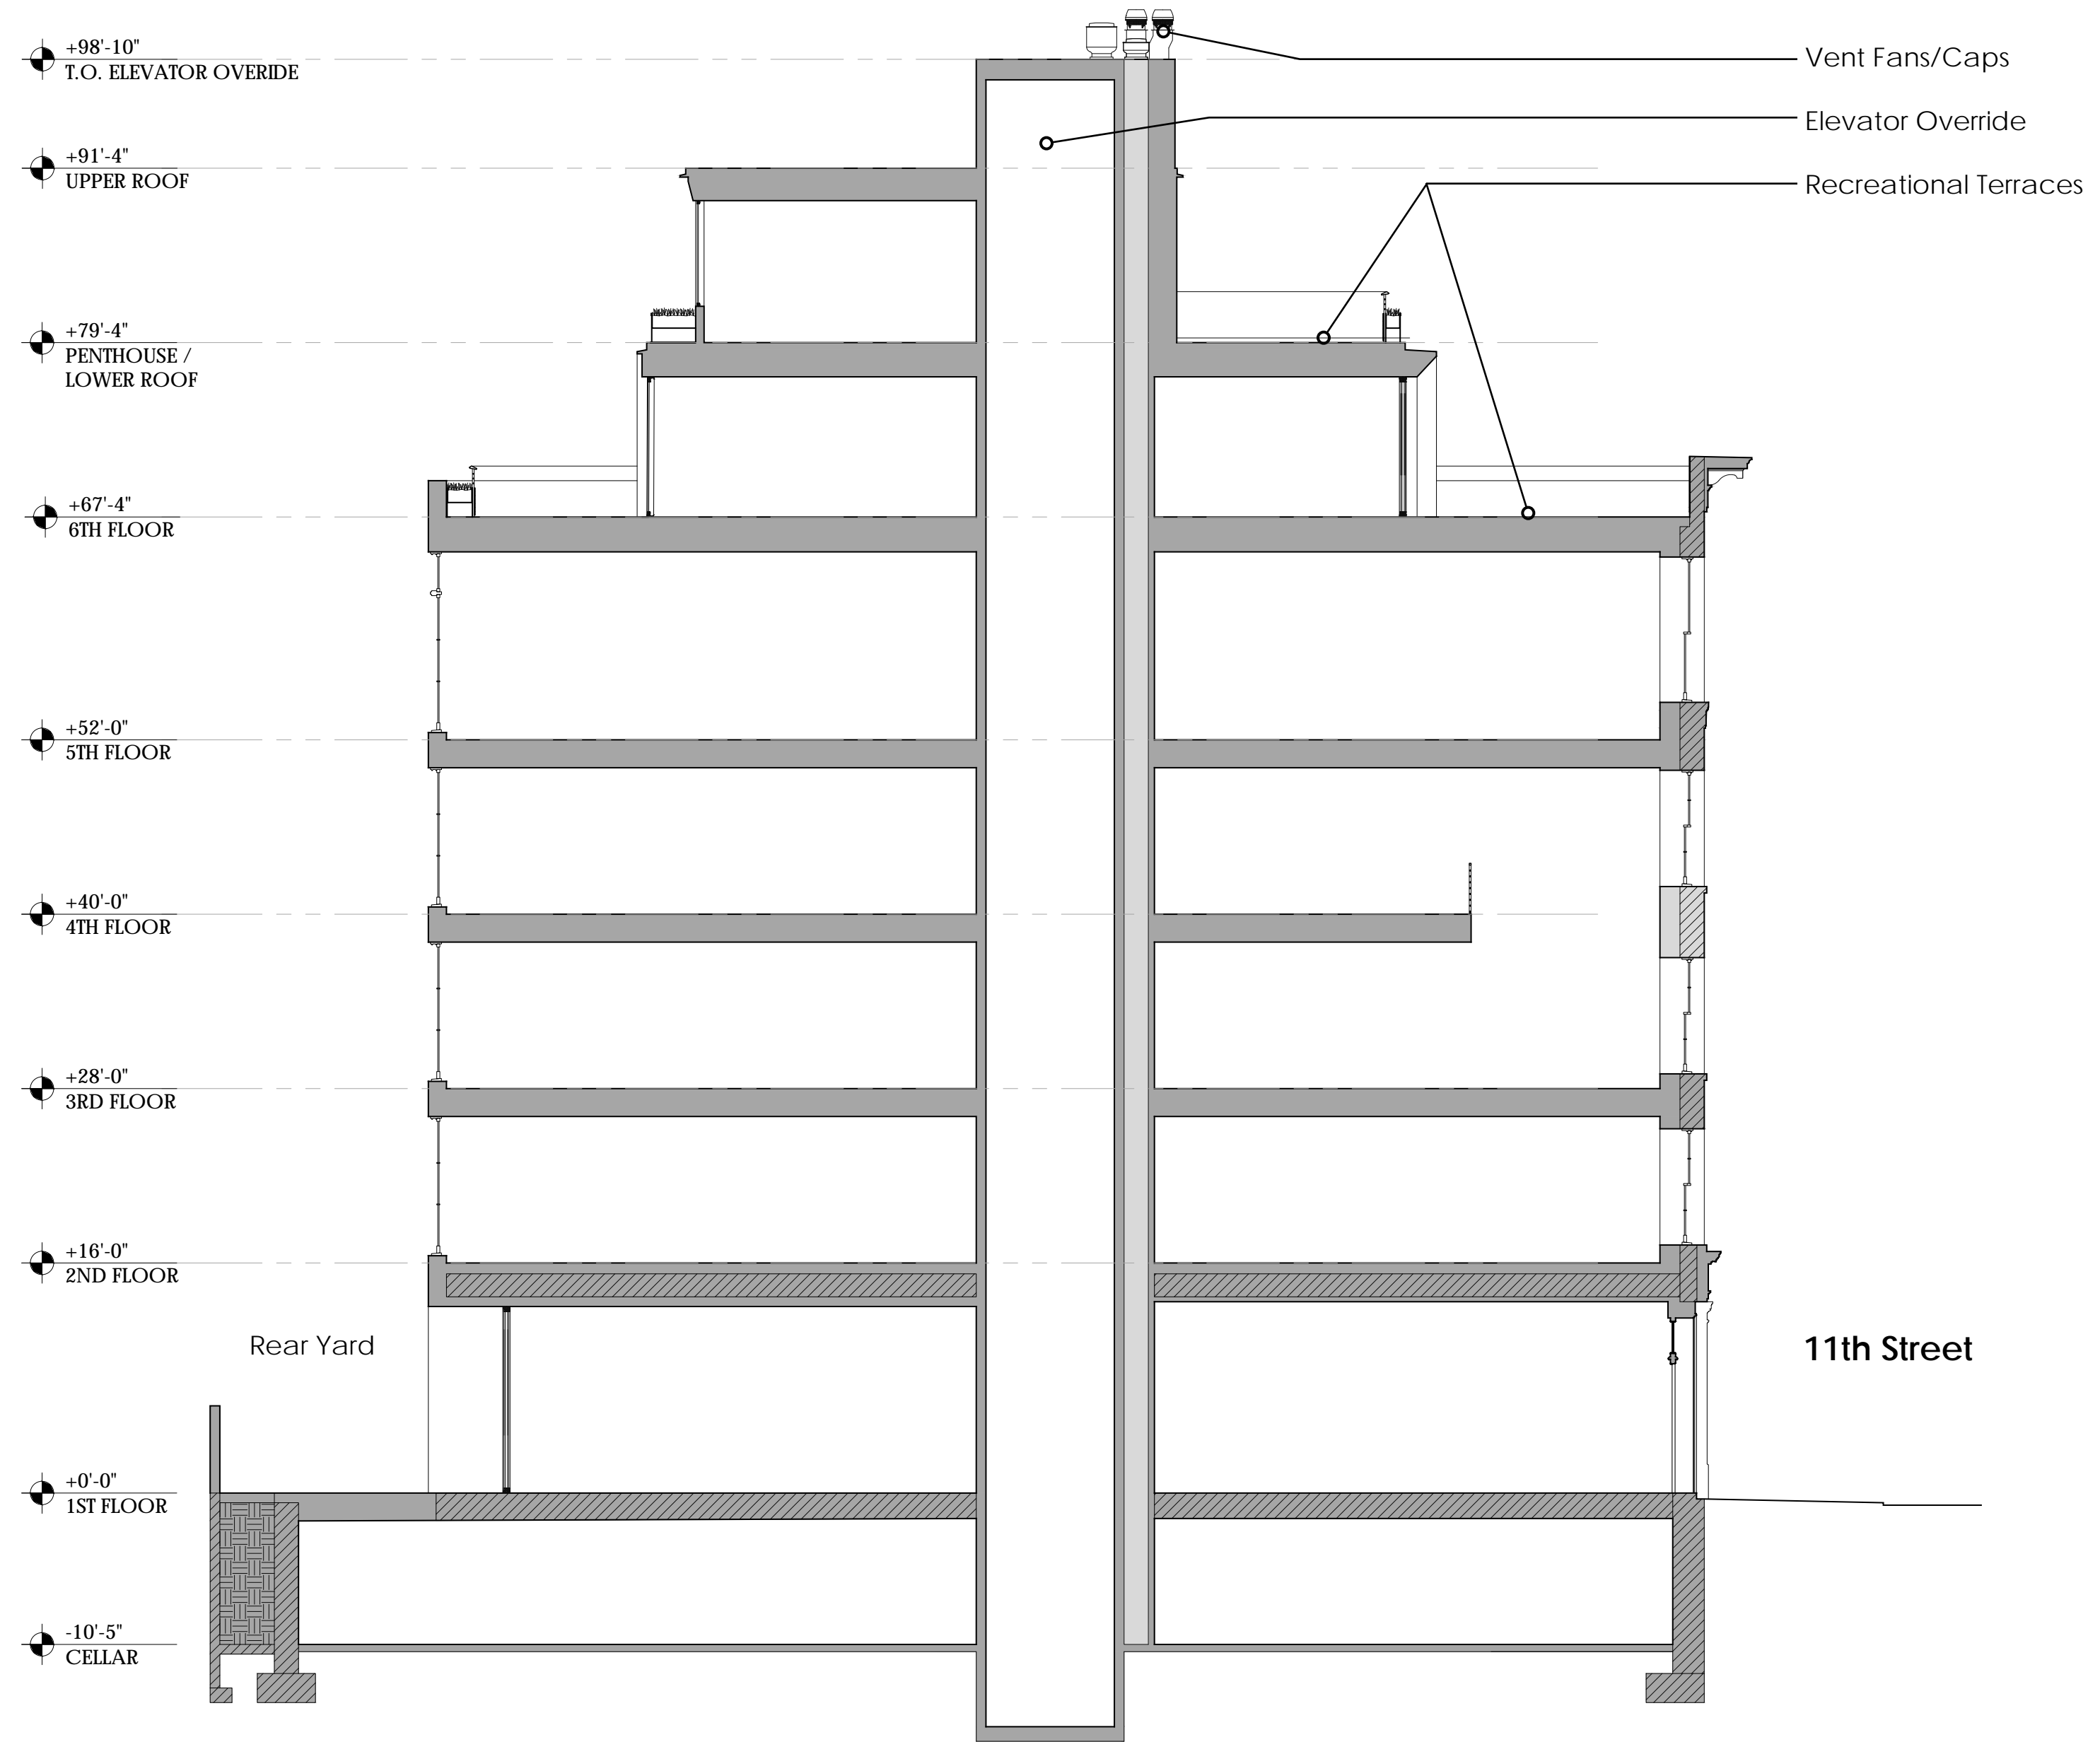 +98'-10"
T.O. ELEVATOR OVERIDE
Vent Fans/Caps
Elevator Override
+91'-4"
UPPER ROOF
Recreational Terraces
+79'-4"
PENTHOUSE /
LOWER ROOF
+67'-4"
6TH FLOOR
+52'-0"
5TH FLOOR
+40'-0"
4TH FLOOR
+28'-0"
3RD FLOOR
+16'-0"
2ND FLOOR
Rear Yard
11th Street
+0'-0"
1ST FLOOR
-10'-5"
CELLAR